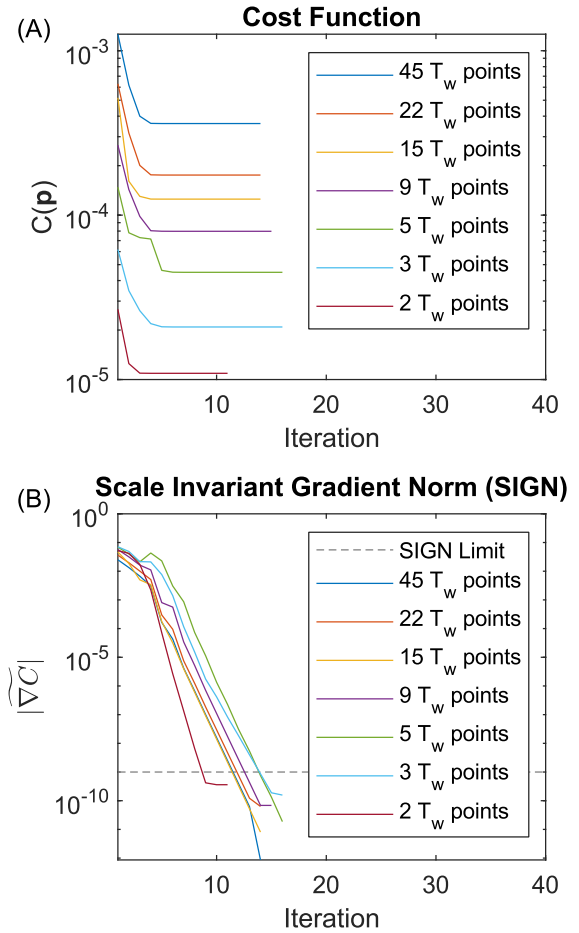 (A)
Cost Function
10^-3
10^-4
10^-5
C(p)
45 T_w points
22 T_w points
15 T_w points
9 T_w points
5 T_w points
3 T_w points
2 T_w points
10 20 30 40
Iteration
(B)
Scale Invariant Gradient Norm (SIGN)
10^0
10^-5
10^-10
|∇̃C|
SIGN Limit
45 T_w points
22 T_w points
15 T_w points
9 T_w points
5 T_w points
3 T_w points
2 T_w points
10 20 30 40
Iteration